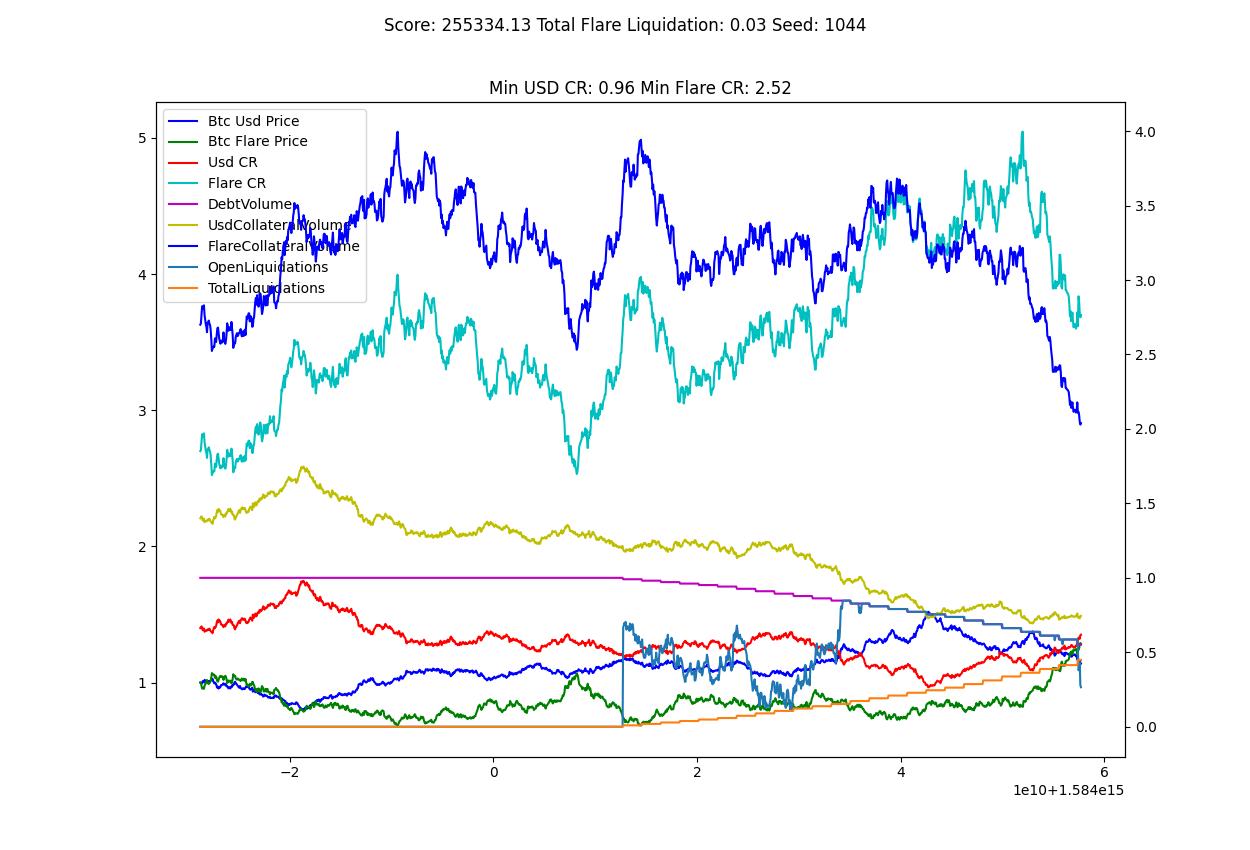 Score: 255334.13 Total Flare Liquidation: 0.03 Seed: 1044
Min USD CR: 0.96 Min Flare CR: 2.52
Btc Usd Price
Btc Flare Price
Usd CR
Flare CR
DebtVolume
UsdCollateralVolume
FlareCollateralVolume
OpenLiquidations
TotalLiquidations
5
4
3
2
1
4.0
3.5
3.0
2.5
2.0
1.5
1.0
0.5
0.0
−2 0 2 4 6
1e10+1.584e15